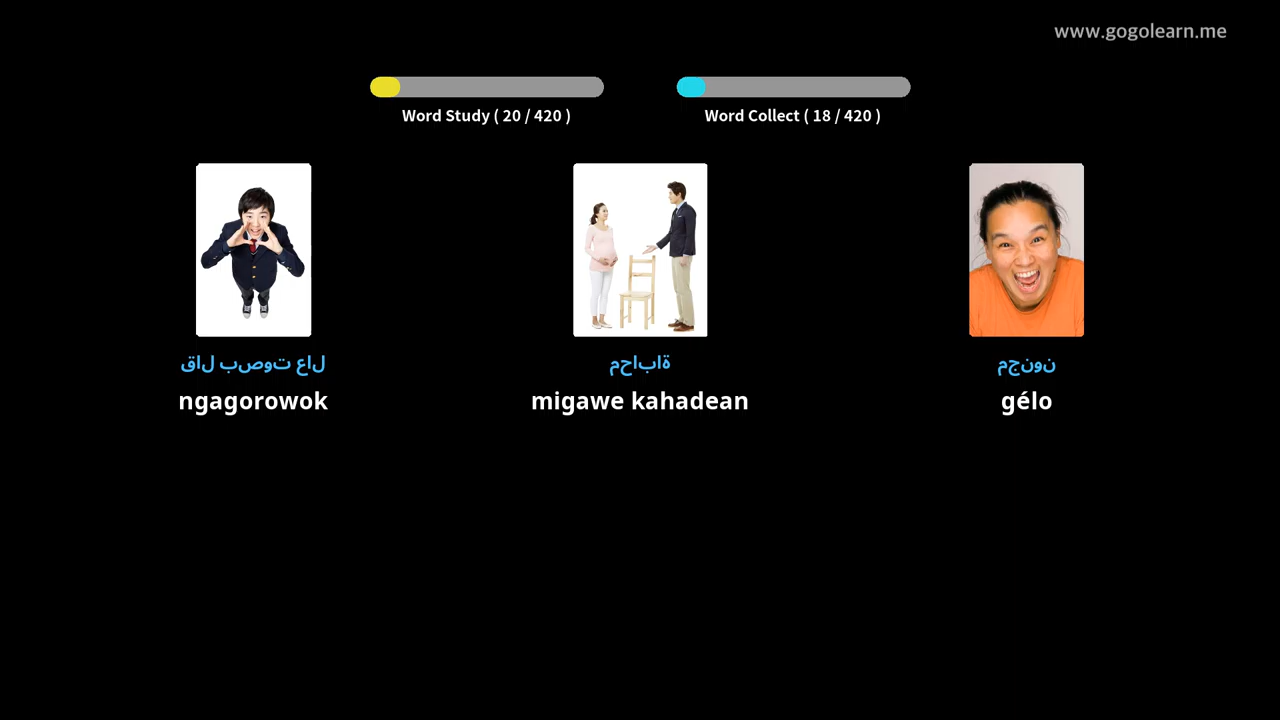 www.gogolearn.me
Word Study ( 20 / 420 )
Word Collect ( 18 / 420 )
قال بصوت عال
محاباة
مجنون
ngagorowok
migawe kahadean
gélo